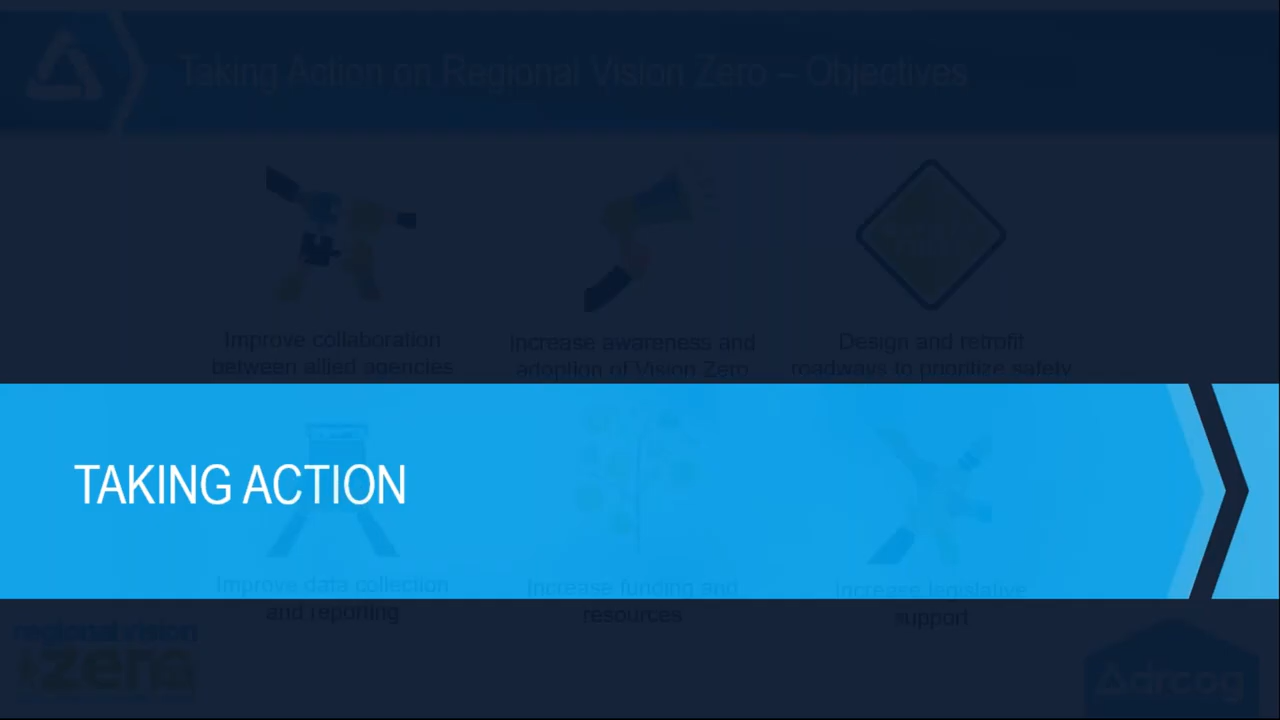 Taking Action on Regional Vision Zero – Objectives
Improve collaboration
between allied agencies
Increase awareness and
adoption of Vision Zero
Design and retrofit
roadways to prioritize safety
TAKING ACTION
Improve data collection
and reporting
Increase funding and
resources
Increase legislative
support
regional vision
zero
drcog